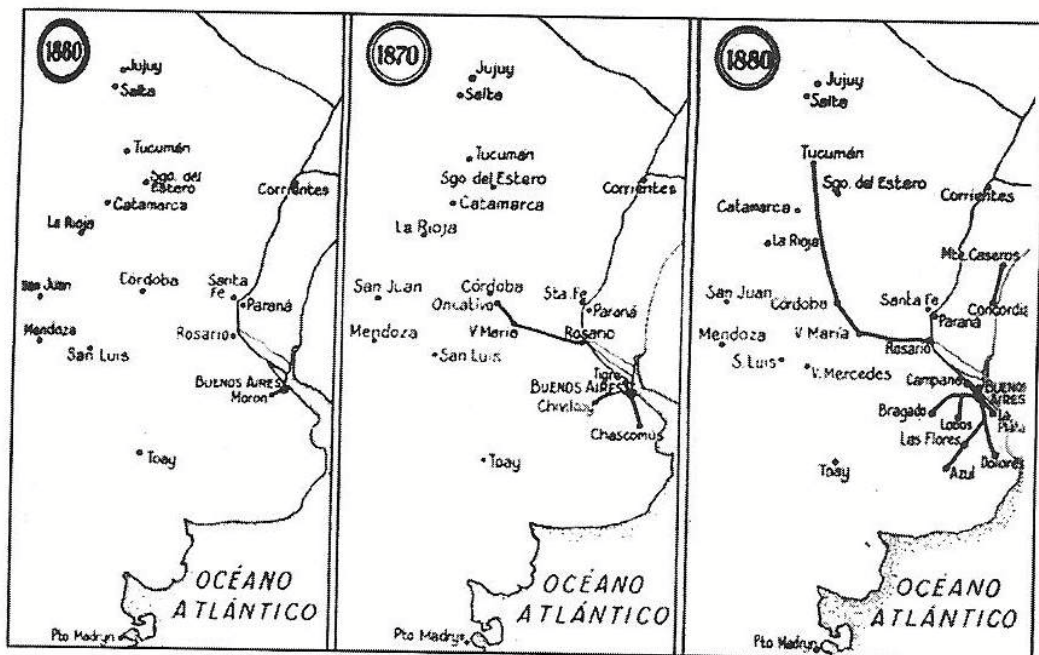 1860
Jujuy
Salta
Tucumán
Sgo. del
Estero
Corrientes
Catamarca
La Rioja
San Juan
Córdoba
Santa
Fe
Paraná
Mendoza
Rosario
San Luis
BUENOS AIRES
Moron
Toay
OCÉANO
ATLÁNTICO
Pto Madryn
1870
Jujuy
Salta
Tucumán
Sgo del Estero
Corrientes
Catamarca
La Rioja
San Juan
Córdoba
Oncativo
Sta. Fe
Paraná
Mendoza
V María
Rosario
San Luis
Tigre
BUENOS AIRES
Chivilcoy
Chascomús
Toay
OCÉANO
ATLÁNTICO
Pto Madryn
1880
Jujuy
Salta
Tucumán
Sgo. del
Estero
Corrientes
Catamarca
La Rioja
Mte. Caseros
San Juan
Córdoba
Santa Fe
Concordia
Paraná
Mendoza
V María
Rosario
S. Luis
V. Mercedes
Campana
BUENOS
AIRES
Bragado
Lobos
La
Plata
Las Flores
Toay
Azul
Dolores
OCÉANO
ATLÁNTICO
Pto Madryn